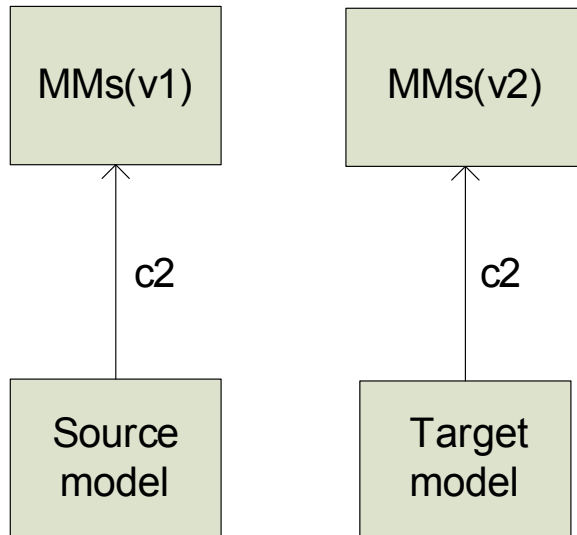 MMs(v1)
MMs(v2)
c2
c2
Source
model
Target
model